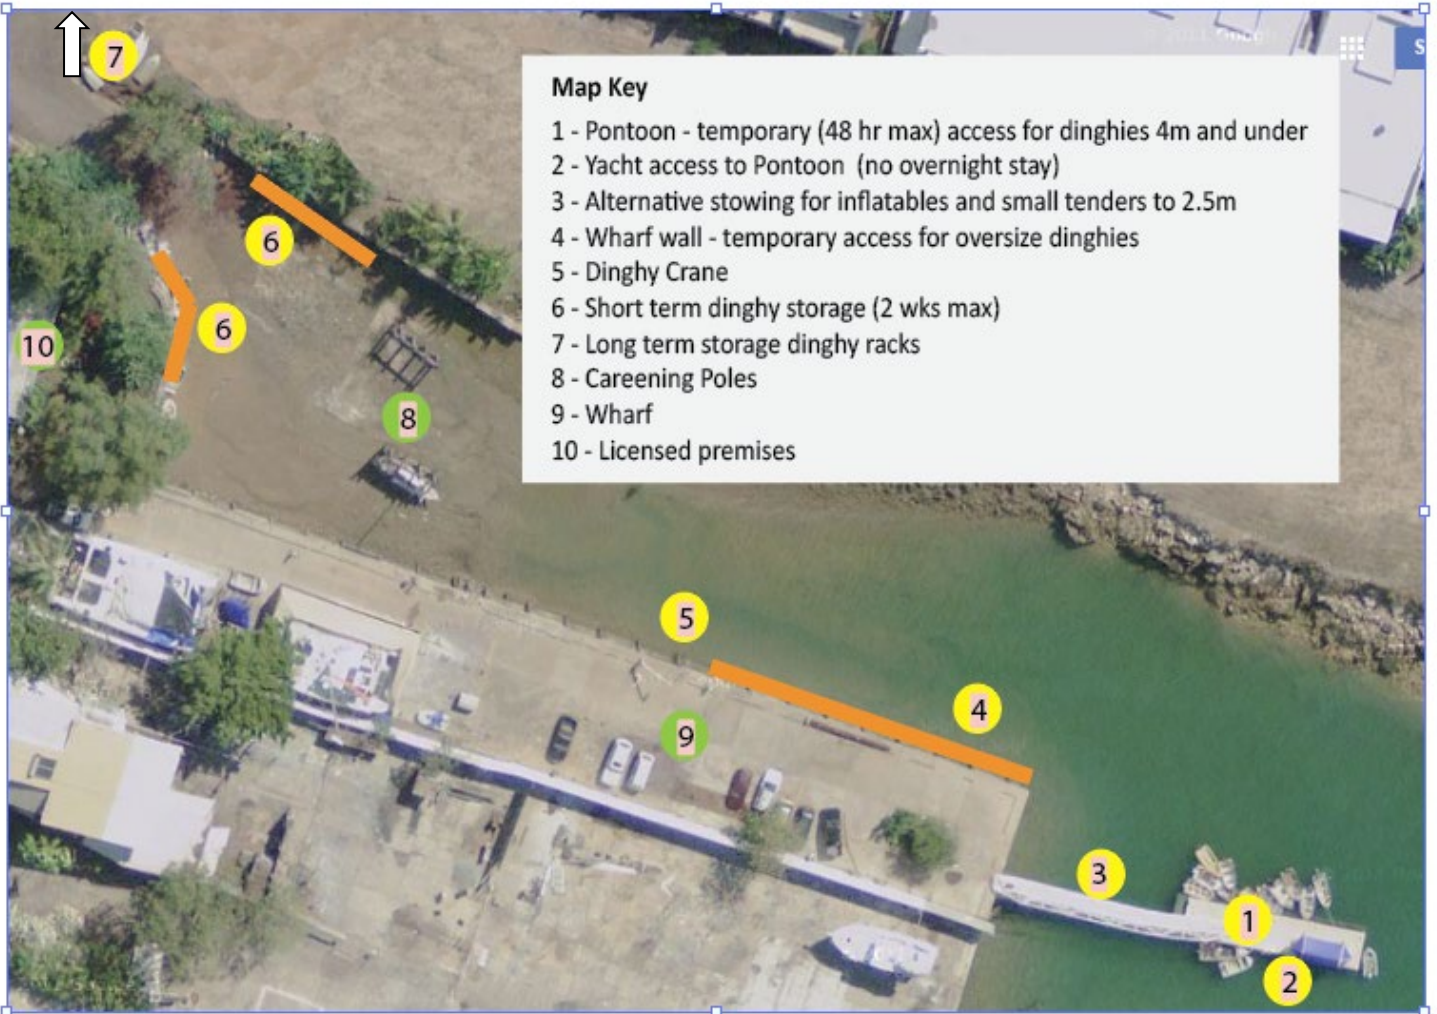 © 2011 Google
S
7
Map Key
1 - Pontoon - temporary (48 hr max) access for dinghies 4m and under
2 - Yacht access to Pontoon (no overnight stay)
3 - Alternative stowing for inflatables and small tenders to 2.5m
4 - Wharf wall - temporary access for oversize dinghies
5 - Dinghy Crane
6 - Short term dinghy storage (2 wks max)
7 - Long term storage dinghy racks
8 - Careening Poles
9 - Wharf
10 - Licensed premises
6
6
10
8
5
4
9
3
1
2